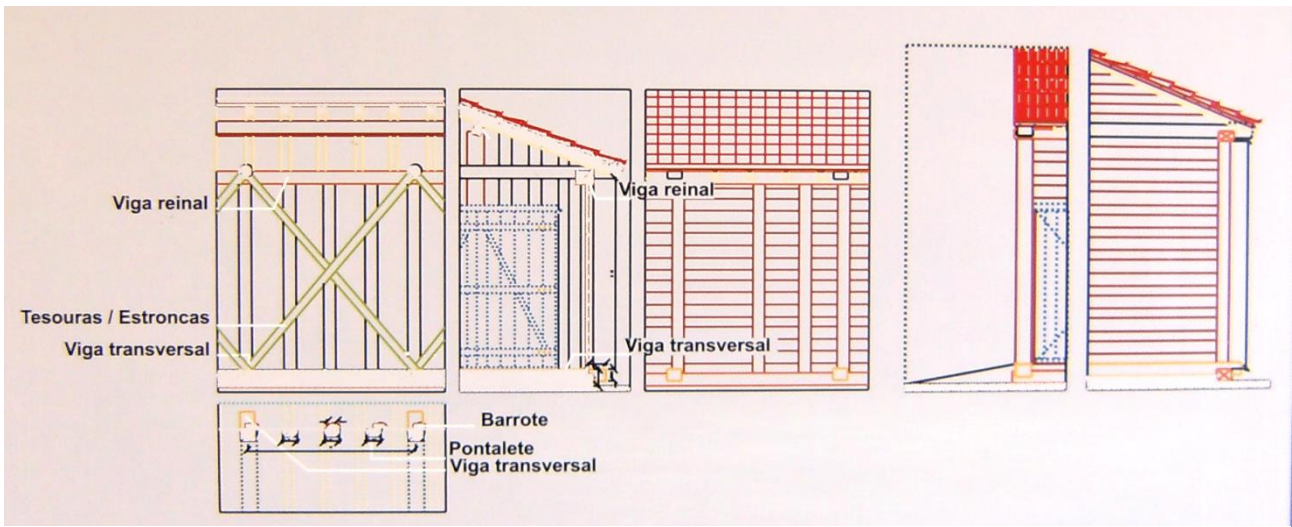 Viga reinal
Viga reinal
Tesouras / Estroncas
Viga transversal
Viga transversal
Barrote
Pontalete
Viga transversal